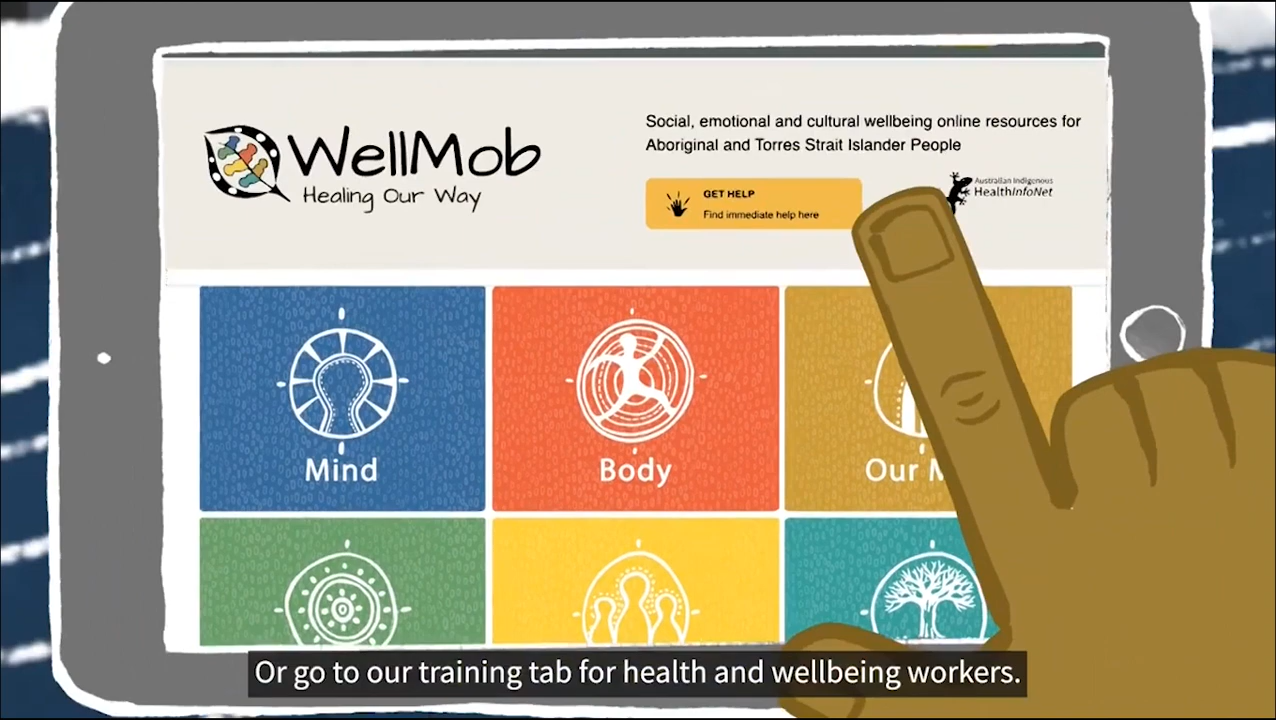 WellMob
Healing Our Way
Social, emotional and cultural wellbeing online resources for
Aboriginal and Torres Strait Islander People
GET HELP
Find immediate help here
Australian Indigenous
HealthInfoNet
Mind
Body
Our
Or go to our training tab for health and wellbeing workers.